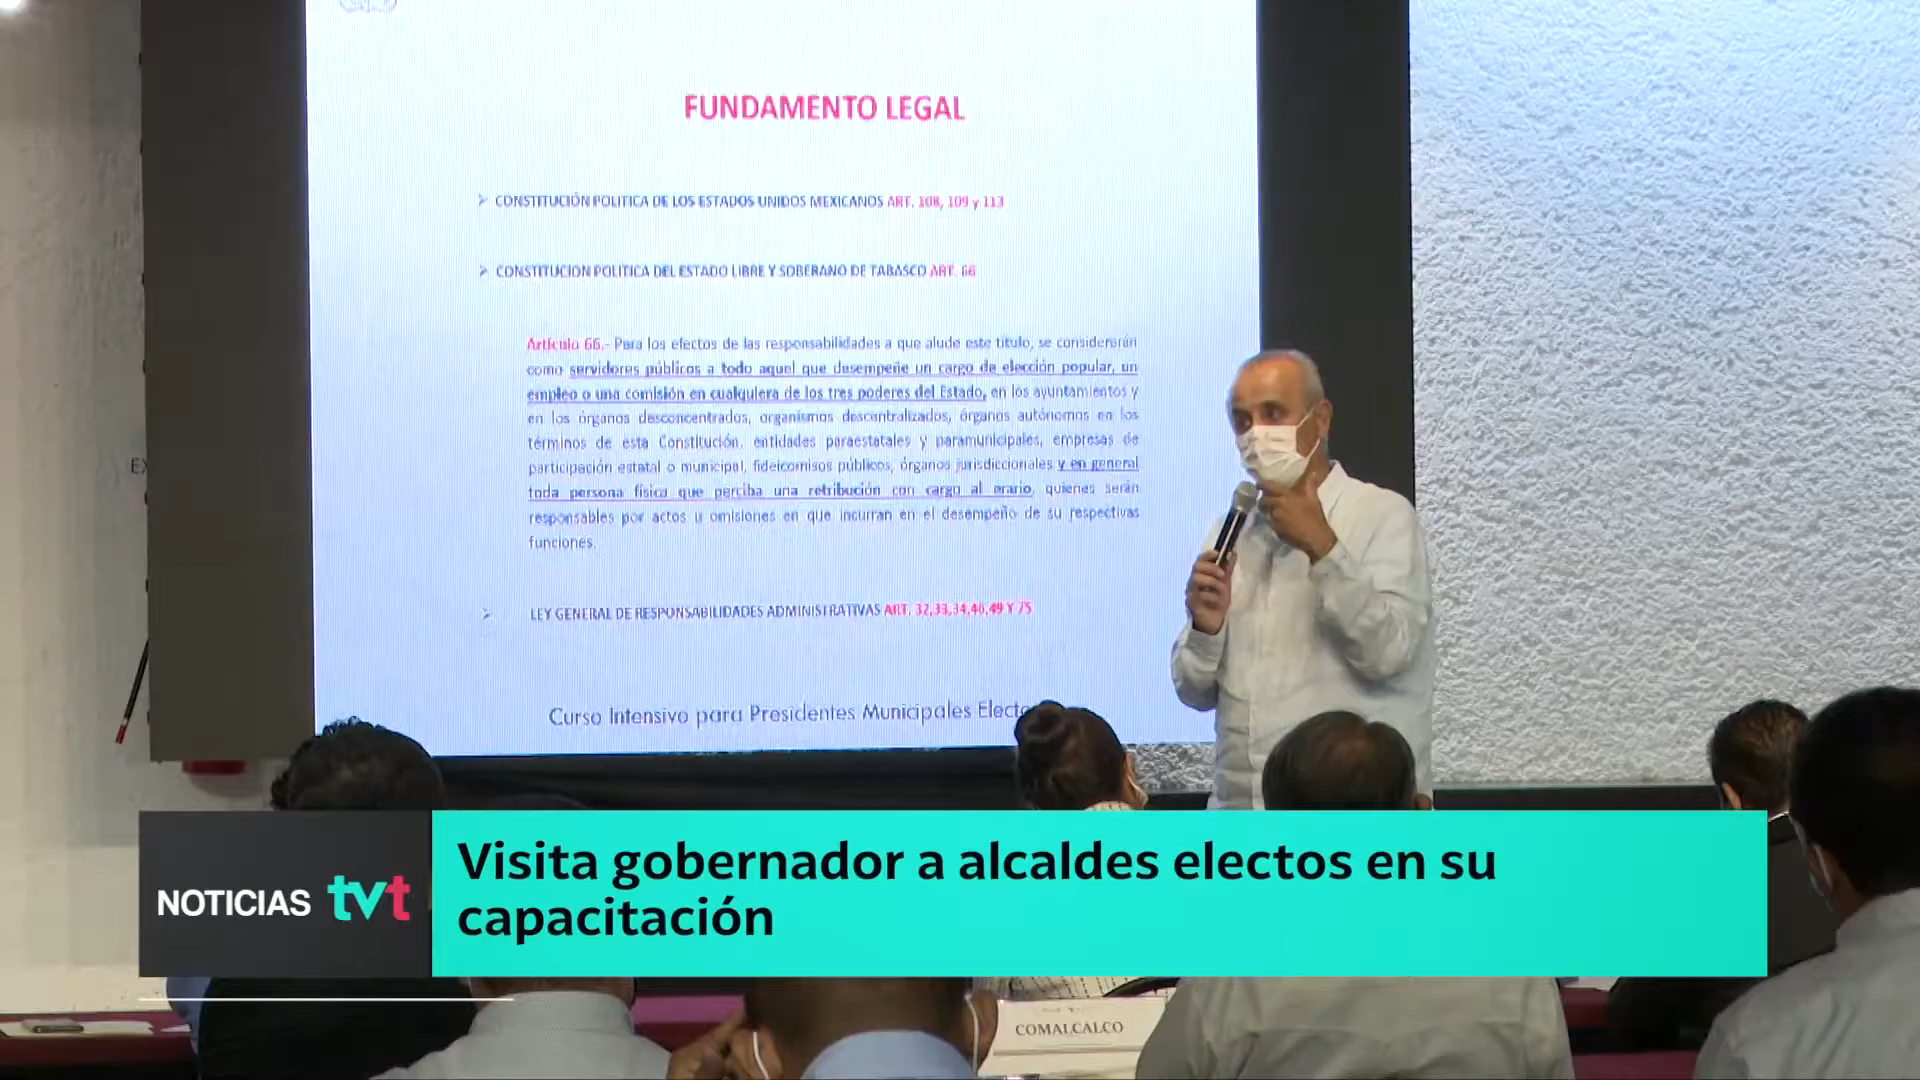 FUNDAMENTO LEGAL
CONSTITUCIÓN POLITICA DE LOS ESTADOS UNIDOS MEXICANOS ART. 108, 109 y 113
CONSTITUCION POLITICA DEL ESTADO LIBRE Y SOBERANO DE TABASCO ART. 66
Artículo 66.- Para los efectos de las responsabilidades a que alude este título, se considerarán
como servidores públicos a todo aquel que desempeñe un cargo de elección popular, un
empleo o una comisión en cualquiera de los tres poderes del Estado, en los ayuntamientos y
en los órganos desconcentrados, organismos descentralizados, órganos autónomos en los
términos de esta Constitución, entidades paraestatales y paramunicipales, empresas de
participación estatal o municipal, fideicomisos públicos, órganos jurisdiccionales y en general
toda persona física que perciba una retribución con cargo al erario, quienes serán
responsables por actos u omisiones en que incurran en el desempeño de su respectivas
funciones.
LEY GENERAL DE RESPONSABILIDADES ADMINISTRATIVAS ART. 32,33,34,46,49 Y 75
Curso Intensivo para Presidentes Municipales Electo
EX
NOTICIAS tvt
Visita gobernador a alcaldes electos en su
capacitación
COMALCALCO